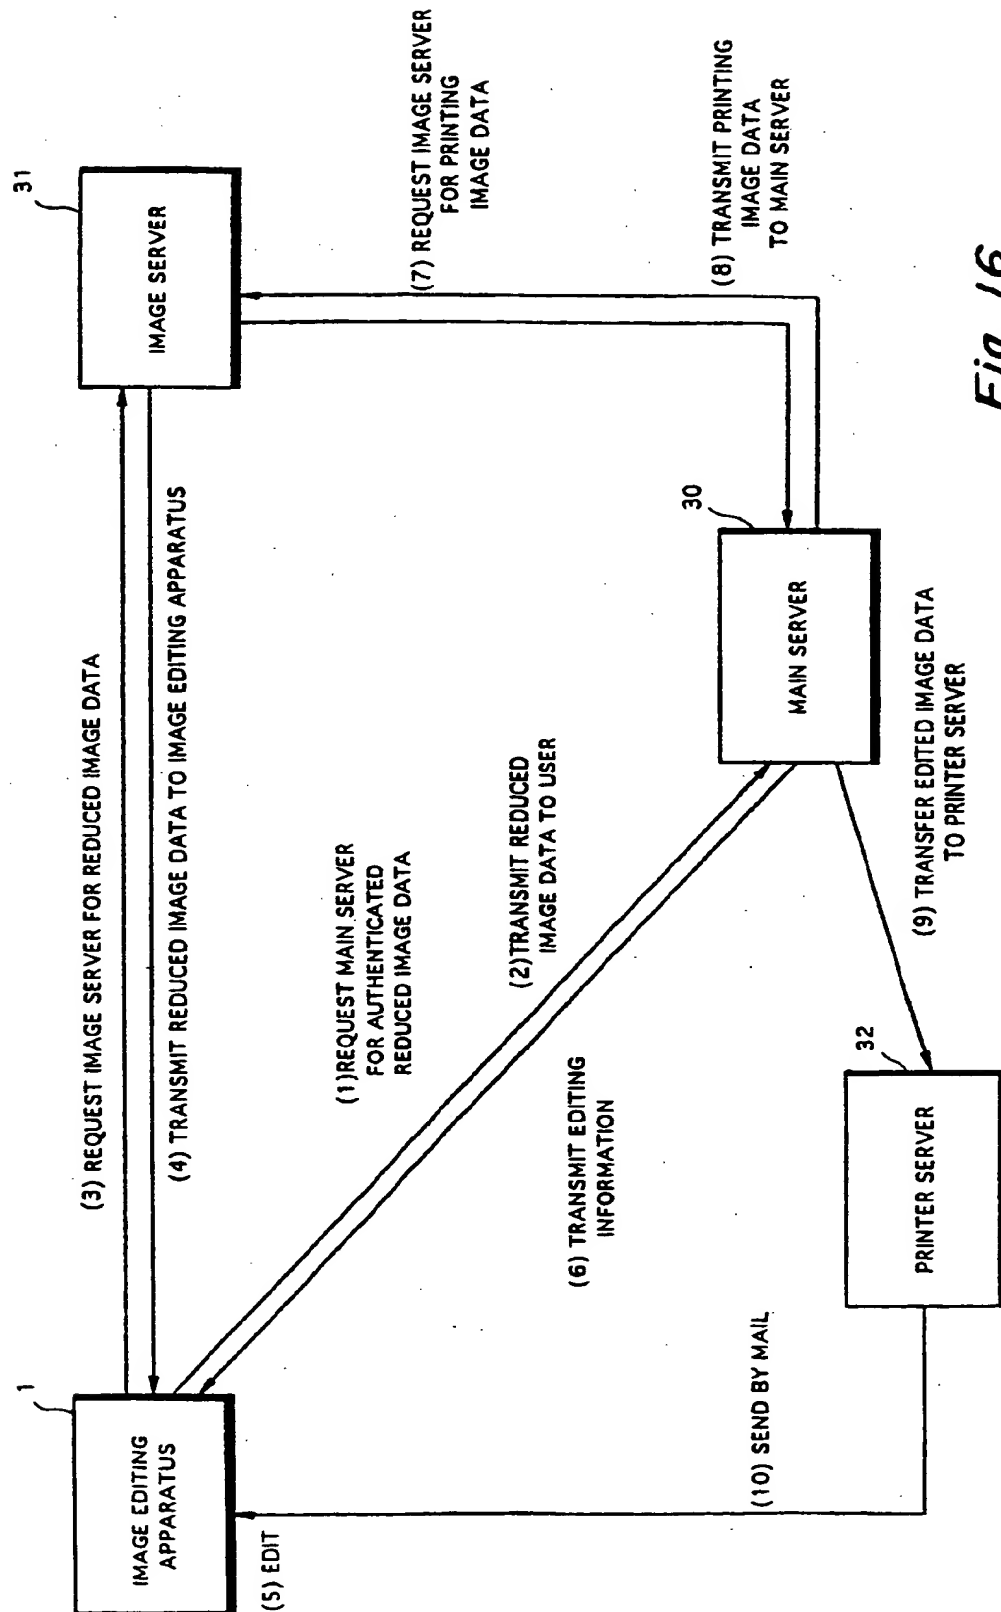 31
IMAGE SERVER
(7) REQUEST IMAGE SERVER
FOR PRINTING
IMAGE DATA
(8) TRANSMIT PRINTING
IMAGE DATA
TO MAIN SERVER
(3) REQUEST IMAGE SERVER FOR REDUCED IMAGE DATA
(4) TRANSMIT REDUCED IMAGE DATA TO IMAGE EDITING APPARATUS
1
IMAGE EDITING
APPARATUS
(5) EDIT
(1)REQUEST MAIN SERVER
FOR AUTHENTICATED
REDUCED IMAGE DATA
(2)TRANSMIT REDUCED
IMAGE DATA TO USER
(6) TRANSMIT EDITING
INFORMATION
30
MAIN SERVER
(9) TRANSFER EDITED IMAGE DATA
TO PRINTER SERVER
32
PRINTER SERVER
(10) SEND BY MAIL
Fig. 16